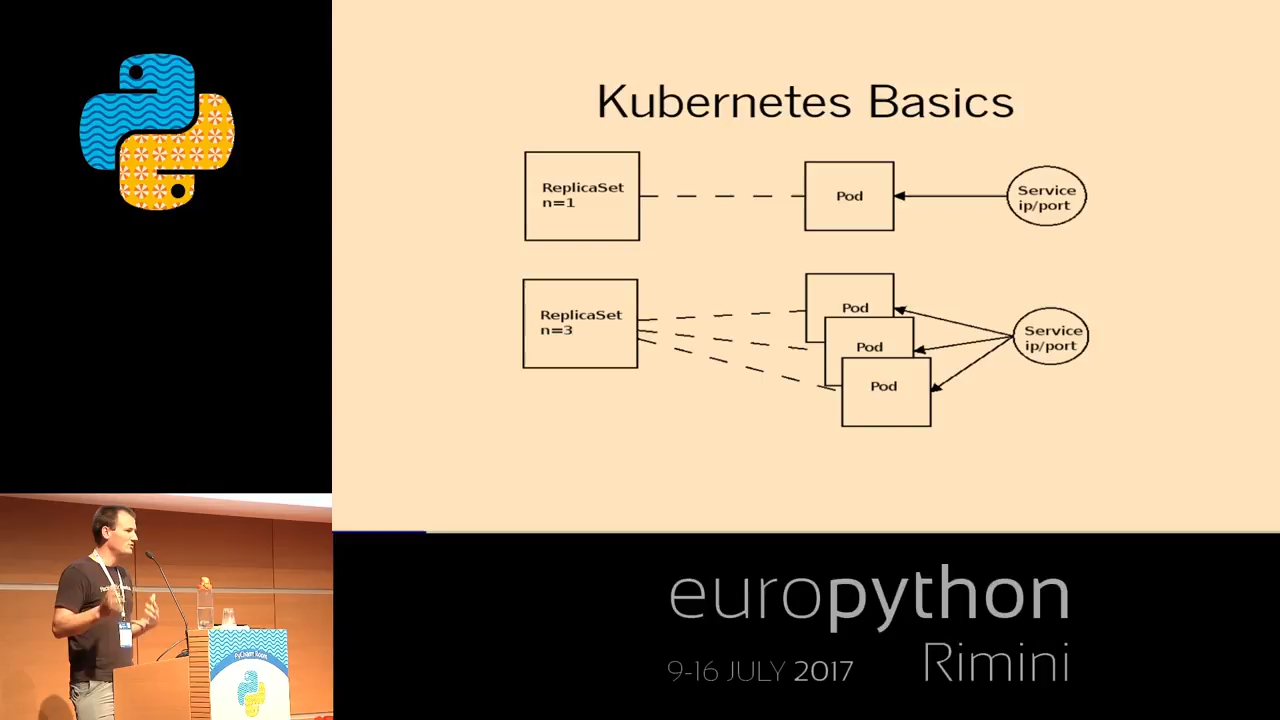 Kubernetes Basics
ReplicaSet
n=1
Pod
Service
ip/port
ReplicaSet
n=3
Pod
Pod
Pod
Service
ip/port
europython
9-16 JULY 2017
Rimini